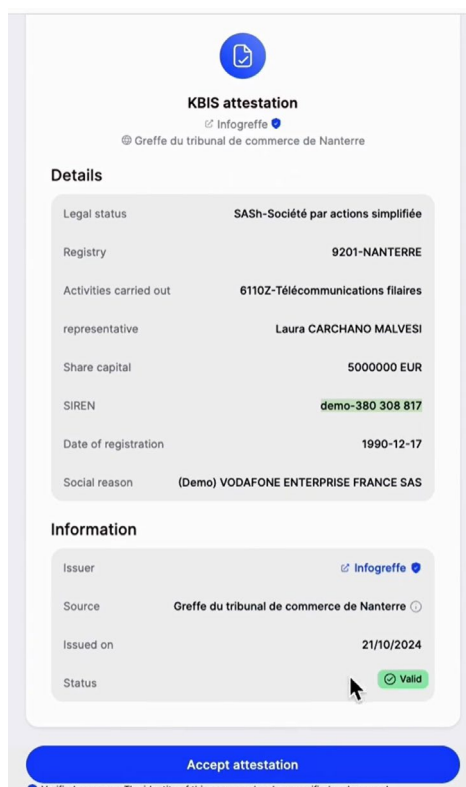 KBIS attestation
Infogreffe
Greffe du tribunal de commerce de Nanterre
Details
Legal status SASh-Société par actions simplifiée
Registry 9201-NANTERRE
Activities carried out 6110Z-Télécommunications filaires
representative Laura CARCHANO MALVESI
Share capital 5000000 EUR
SIREN demo-380 308 817
Date of registration 1990-12-17
Social reason (Demo) VODAFONE ENTERPRISE FRANCE SAS
Information
Issuer Infogreffe
Source Greffe du tribunal de commerce de Nanterre
Issued on 21/10/2024
Status Valid
Accept attestation